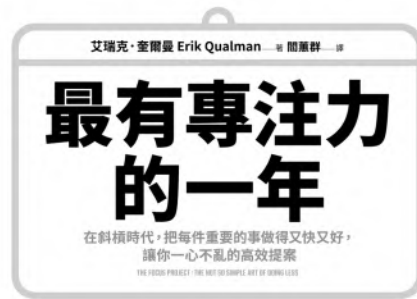 艾瑞克·奎爾曼 Erik Qualman 著 閻蕙群 譯
最有專注力
的一年
在斜槓時代，把每件重要的事做得又快又好，
讓你一心不亂的高效提案
THE FOCUS PROJECT: THE NOT SO SIMPLE ART OF DOING LESS